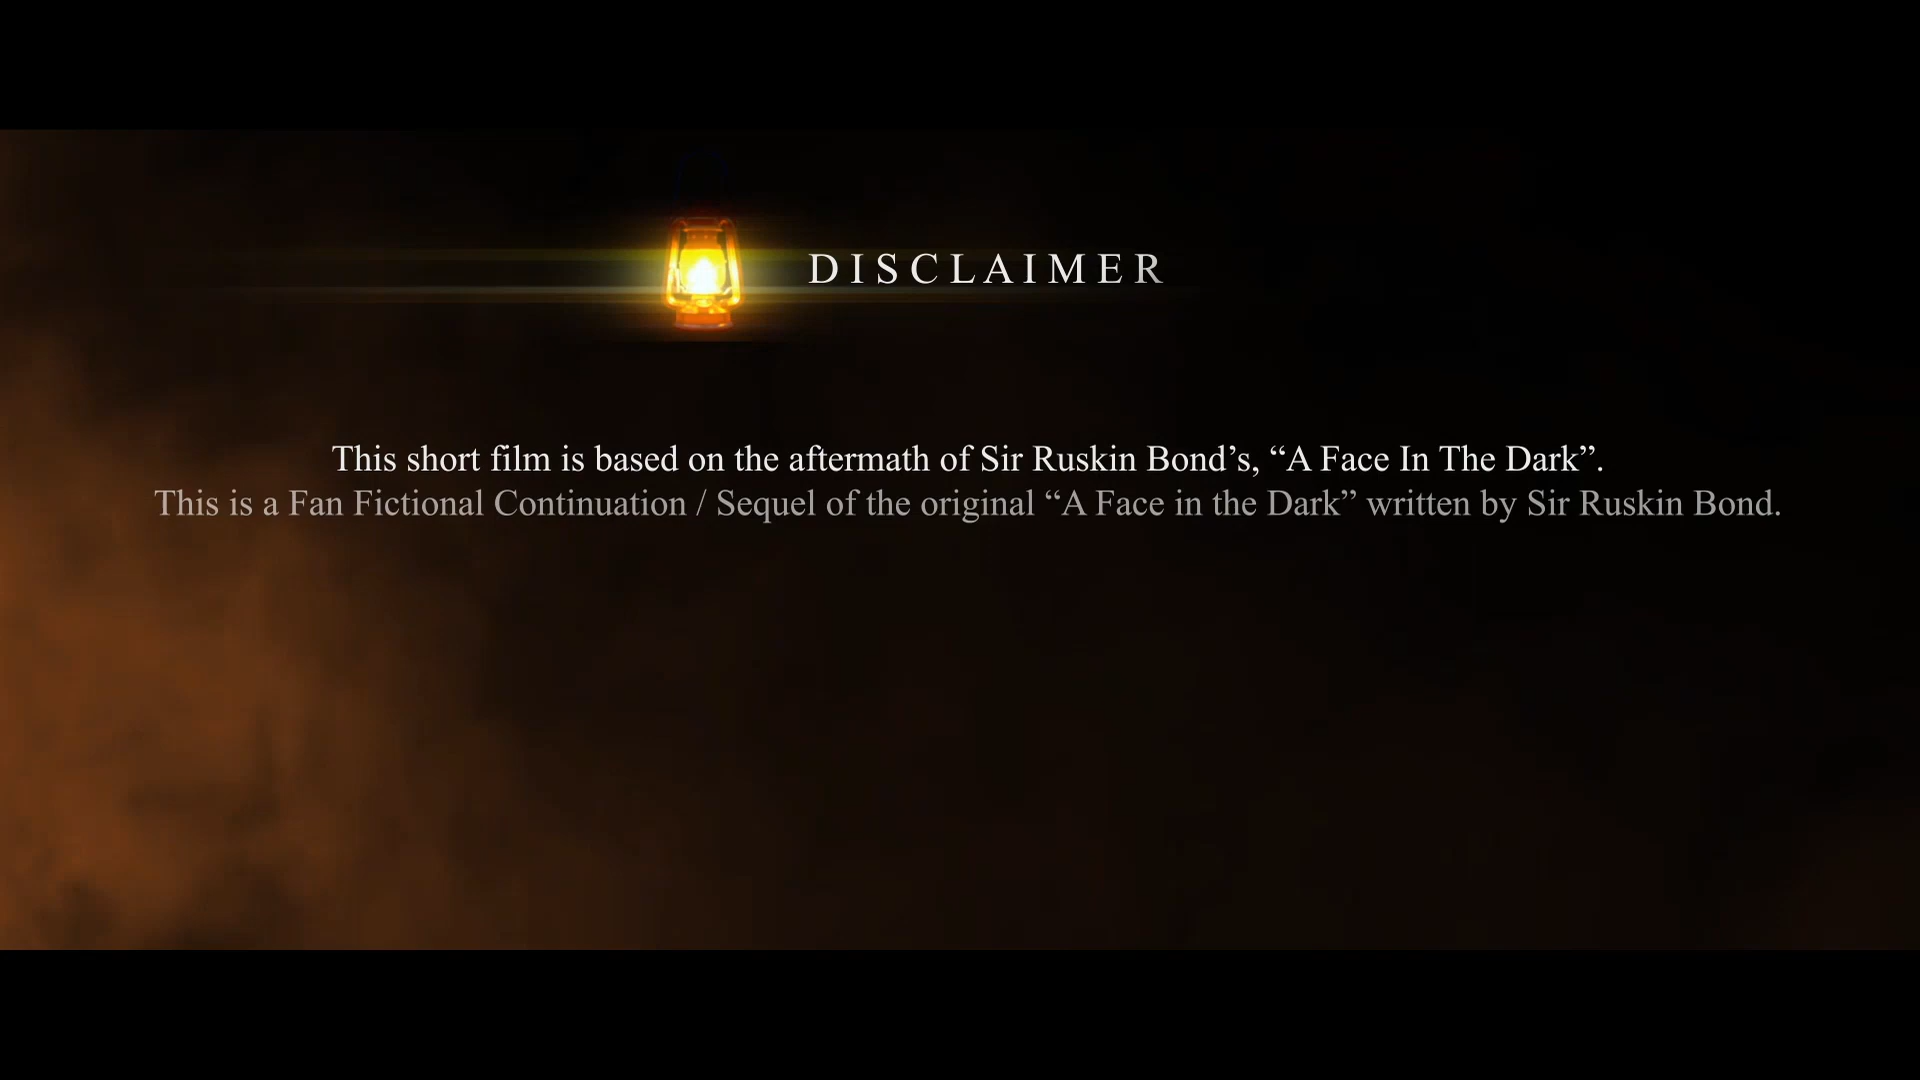 DISCLAIMER
This short film is based on the aftermath of Sir Ruskin Bond’s, “A Face In The Dark”.
This is a Fan Fictional Continuation / Sequel of the original “A Face in the Dark” written by Sir Ruskin Bond.